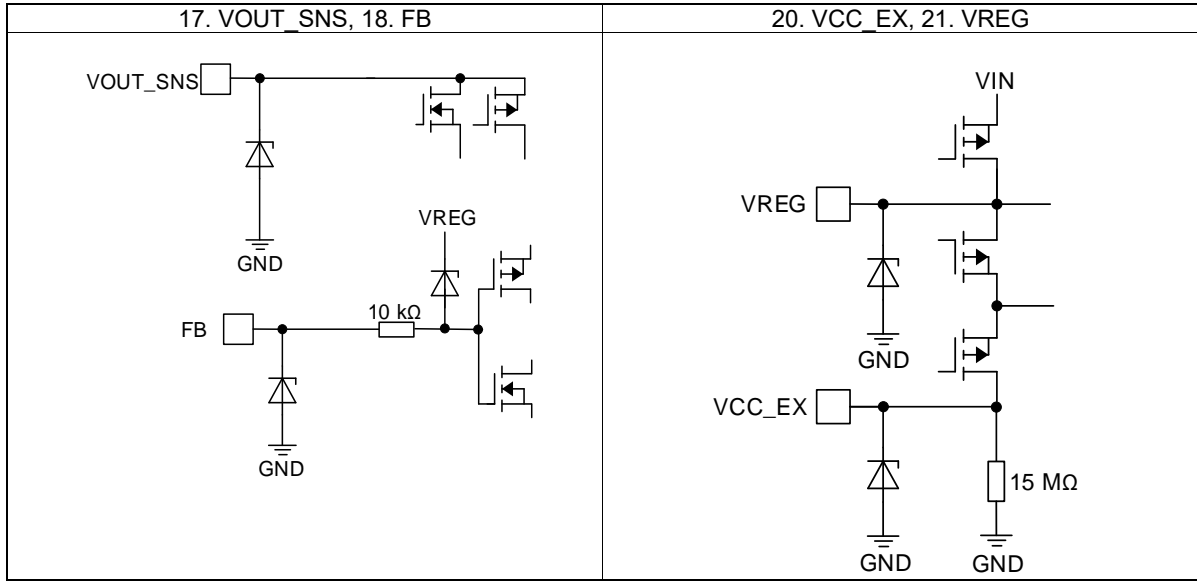 17. VOUT_SNS, 18. FB
VOUT_SNS
GND
VREG
10 kΩ
FB
GND
20. VCC_EX, 21. VREG
VIN
VREG
GND
VCC_EX
15 MΩ
GND
GND